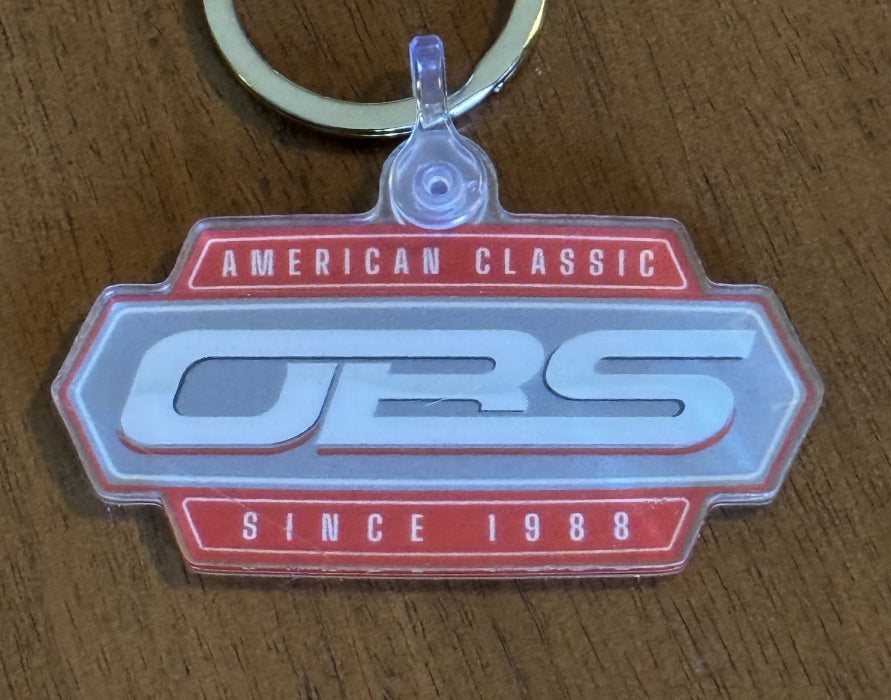 AMERICAN CLASSIC
OBS
SINCE 1988